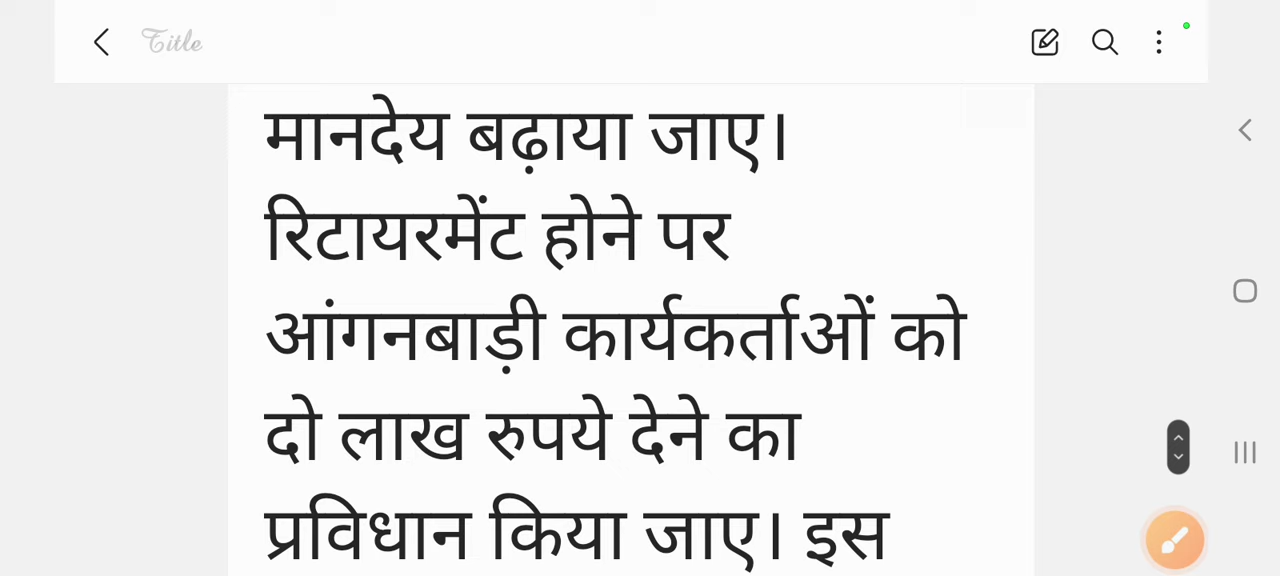 Title
मानदेय बढ़ाया जाए।
रिटायरमेंट होने पर
आंगनबाड़ी कार्यकर्ताओं को
दो लाख रुपये देने का
प्रविधान किया जाए। इस